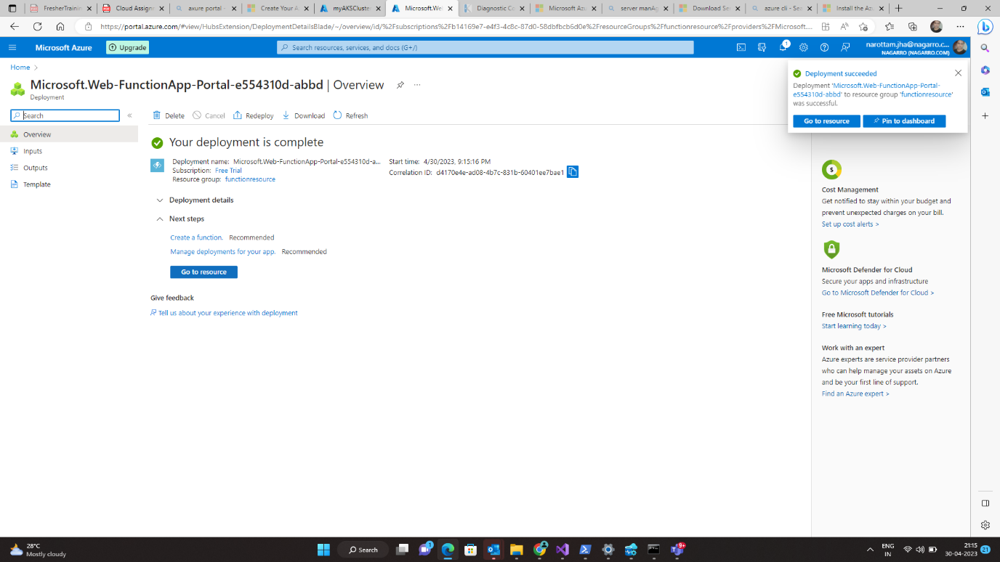 FresherTrainin
Cloud Assignm
axure portal -
Create Your A
myAKSCluster
Microsoft.Web
Diagnostic Co
Microsoft Azu
server manAg
Download Ser
azure cli - Sea
Install the Azu
https://portal.azure.com/#view/HubsExtension/DeploymentDetailsBlade/~/overview/id/%2Fsubscriptions%2Fb14169e7-e4f3-4c8c-87d0-58dbfbcb6d0e%2FresourceGroups%2Ffunctionresource%2Fproviders%2FMicrosoft....
Microsoft Azure
Upgrade
Search resources, services, and docs (G+/)
1
narottam.jha@nagarro.c...
NAGARRO (NAGARRO.COM)
Home
Microsoft.Web-FunctionApp-Portal-e554310d-abbd | Overview
Deployment
Search
Overview
Inputs
Outputs
Template
Delete
Cancel
Redeploy
Download
Refresh
Your deployment is complete
Deployment name: Microsoft.Web-FunctionApp-Portal-e554310d-a...
Subscription: Free Trial
Resource group: functionresource
Start time: 4/30/2023, 9:15:16 PM
Correlation ID: d4170e4e-ad08-4b7c-831b-60401ee7bae1
Deployment details
Next steps
Create a function. Recommended
Manage deployments for your app. Recommended
Go to resource
Give feedback
Tell us about your experience with deployment
Deployment succeeded
Deployment 'Microsoft.Web-FunctionApp-Portal-
e554310d-abbd' to resource group 'functionresource'
was successful.
Go to resource
Pin to dashboard
Cost Management
Get notified to stay within your budget and
prevent unexpected charges on your bill.
Set up cost alerts >
Microsoft Defender for Cloud
Secure your apps and infrastructure
Go to Microsoft Defender for Cloud >
Free Microsoft tutorials
Start learning today >
Work with an expert
Azure experts are service provider partners
who can help manage your assets on Azure
and be your first line of support.
Find an Azure expert >
28°C
Mostly cloudy
Search
1
9+
ENG
IN
21:15
30-04-2023
21